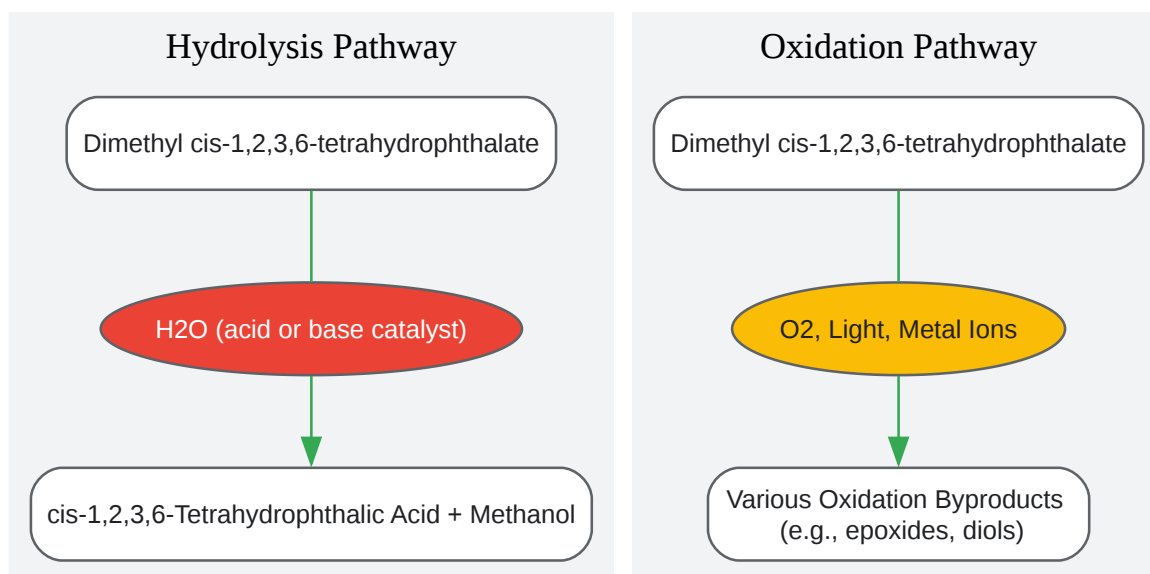 Hydrolysis Pathway
Dimethyl cis-1,2,3,6-tetrahydrophthalate
H2O (acid or base catalyst)
cis-1,2,3,6-Tetrahydrophthalic Acid + Methanol
Oxidation Pathway
Dimethyl cis-1,2,3,6-tetrahydrophthalate
O2, Light, Metal Ions
Various Oxidation Byproducts
(e.g., epoxides, diols)